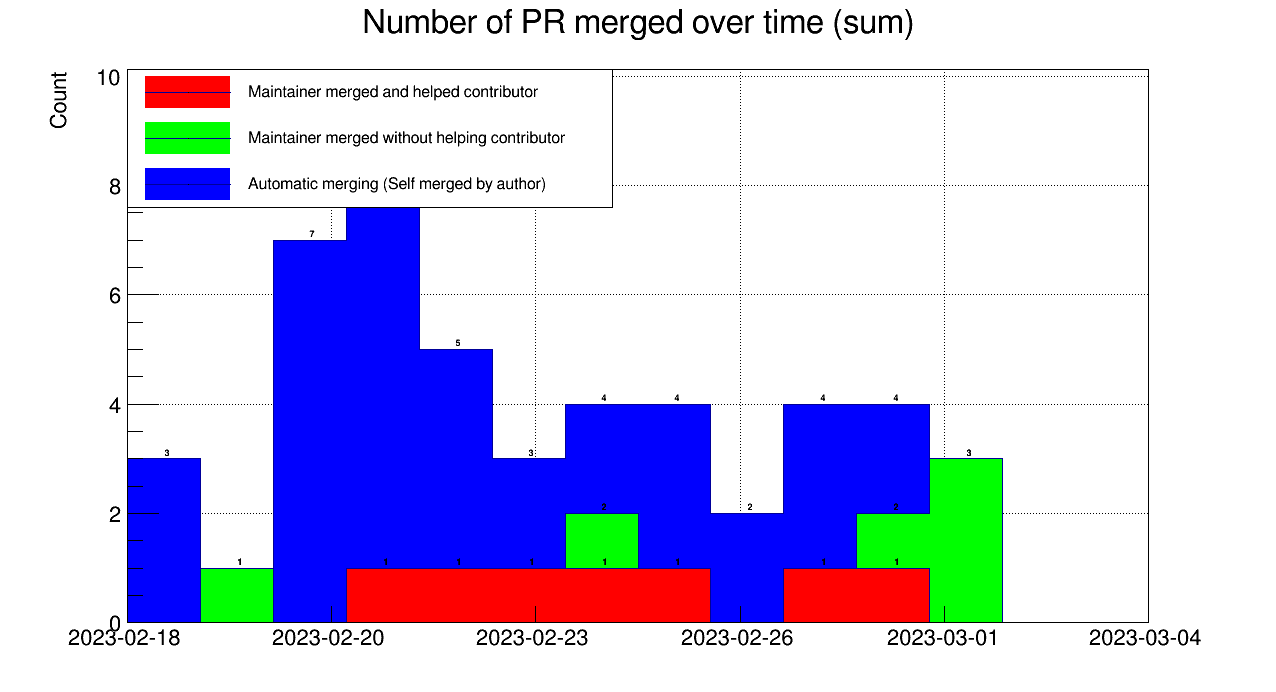 Number of PR merged over time (sum)
Count
10
8
6
4
2
0
Maintainer merged and helped contributor
Maintainer merged without helping contributor
Automatic merging (Self merged by author)
7
5
4 4 4 4
3 3 3
2 2 2
1 1 1 1 1 1 1 1
2023-02-18 2023-02-20 2023-02-23 2023-02-26 2023-03-01 2023-03-04